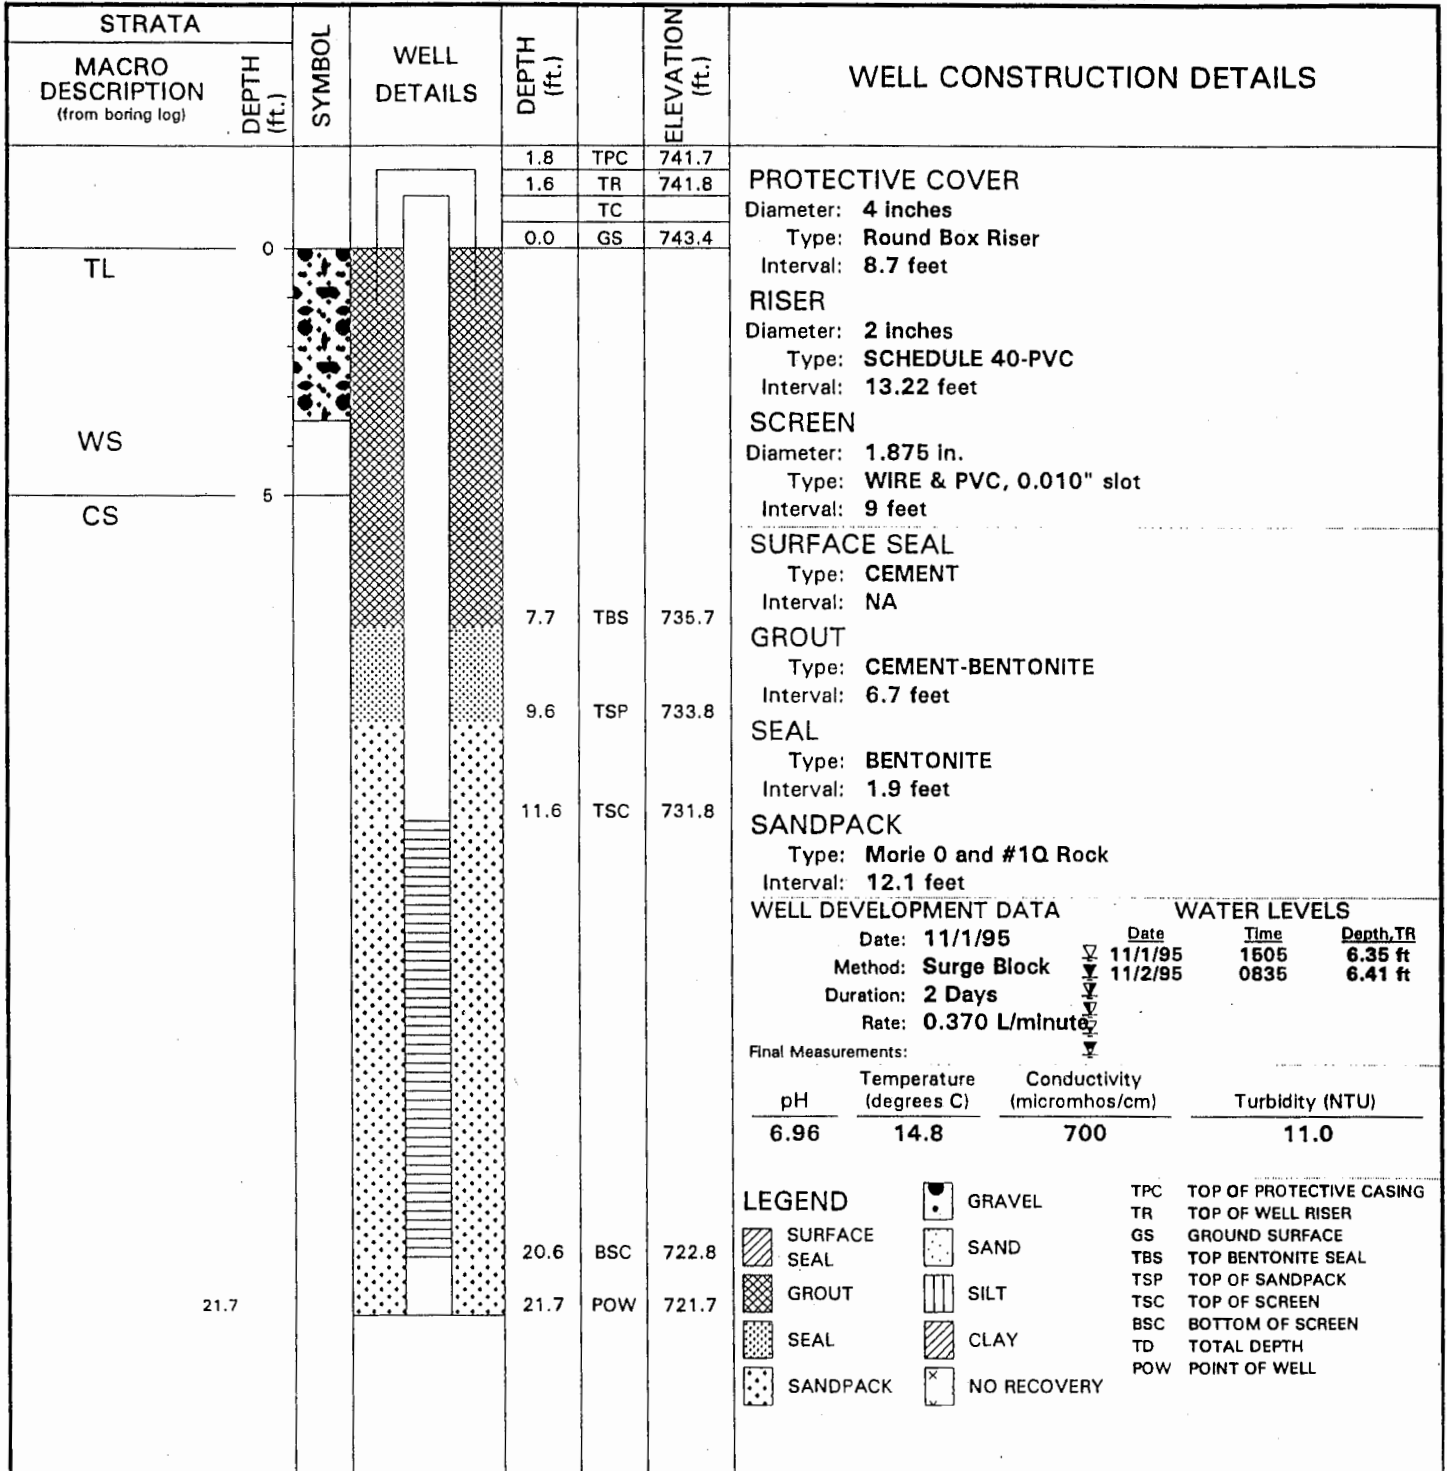 STRATA
MACRO
DESCRIPTION
(from boring log)
DEPTH
(ft.)
SYMBOL
WELL
DETAILS
DEPTH
(ft.)
ELEVATION
(ft.)
WELL CONSTRUCTION DETAILS
1.8 TPC 741.7
1.6 TR 741.8
TC
0.0 GS 743.4
0
TL
WS
5
CS
7.7 TBS 735.7
9.6 TSP 733.8
11.6 TSC 731.8
20.6 BSC 722.8
21.7
21.7 POW 721.7
PROTECTIVE COVER
Diameter: 4 inches
Type: Round Box Riser
Interval: 8.7 feet
RISER
Diameter: 2 inches
Type: SCHEDULE 40-PVC
Interval: 13.22 feet
SCREEN
Diameter: 1.875 in.
Type: WIRE & PVC, 0.010" slot
Interval: 9 feet
SURFACE SEAL
Type: CEMENT
Interval: NA
GROUT
Type: CEMENT-BENTONITE
Interval: 6.7 feet
SEAL
Type: BENTONITE
Interval: 1.9 feet
SANDPACK
Type: Morie 0 and #1Q Rock
Interval: 12.1 feet
WELL DEVELOPMENT DATA
Date: 11/1/95
Method: Surge Block
Duration: 2 Days
Rate: 0.370 L/minute
WATER LEVELS
Date Time Depth,TR
11/1/95 1505 6.35 ft
11/2/95 0835 6.41 ft
Final Measurements:
pH
Temperature
(degrees C)
Conductivity
(micromhos/cm)
Turbidity (NTU)
6.96 14.8 700 11.0
LEGEND
SURFACE
SEAL
GROUT
SEAL
SANDPACK
GRAVEL
SAND
SILT
CLAY
NO RECOVERY
TPC TOP OF PROTECTIVE CASING
TR TOP OF WELL RISER
GS GROUND SURFACE
TBS TOP BENTONITE SEAL
TSP TOP OF SANDPACK
TSC TOP OF SCREEN
BSC BOTTOM OF SCREEN
TD TOTAL DEPTH
POW POINT OF WELL